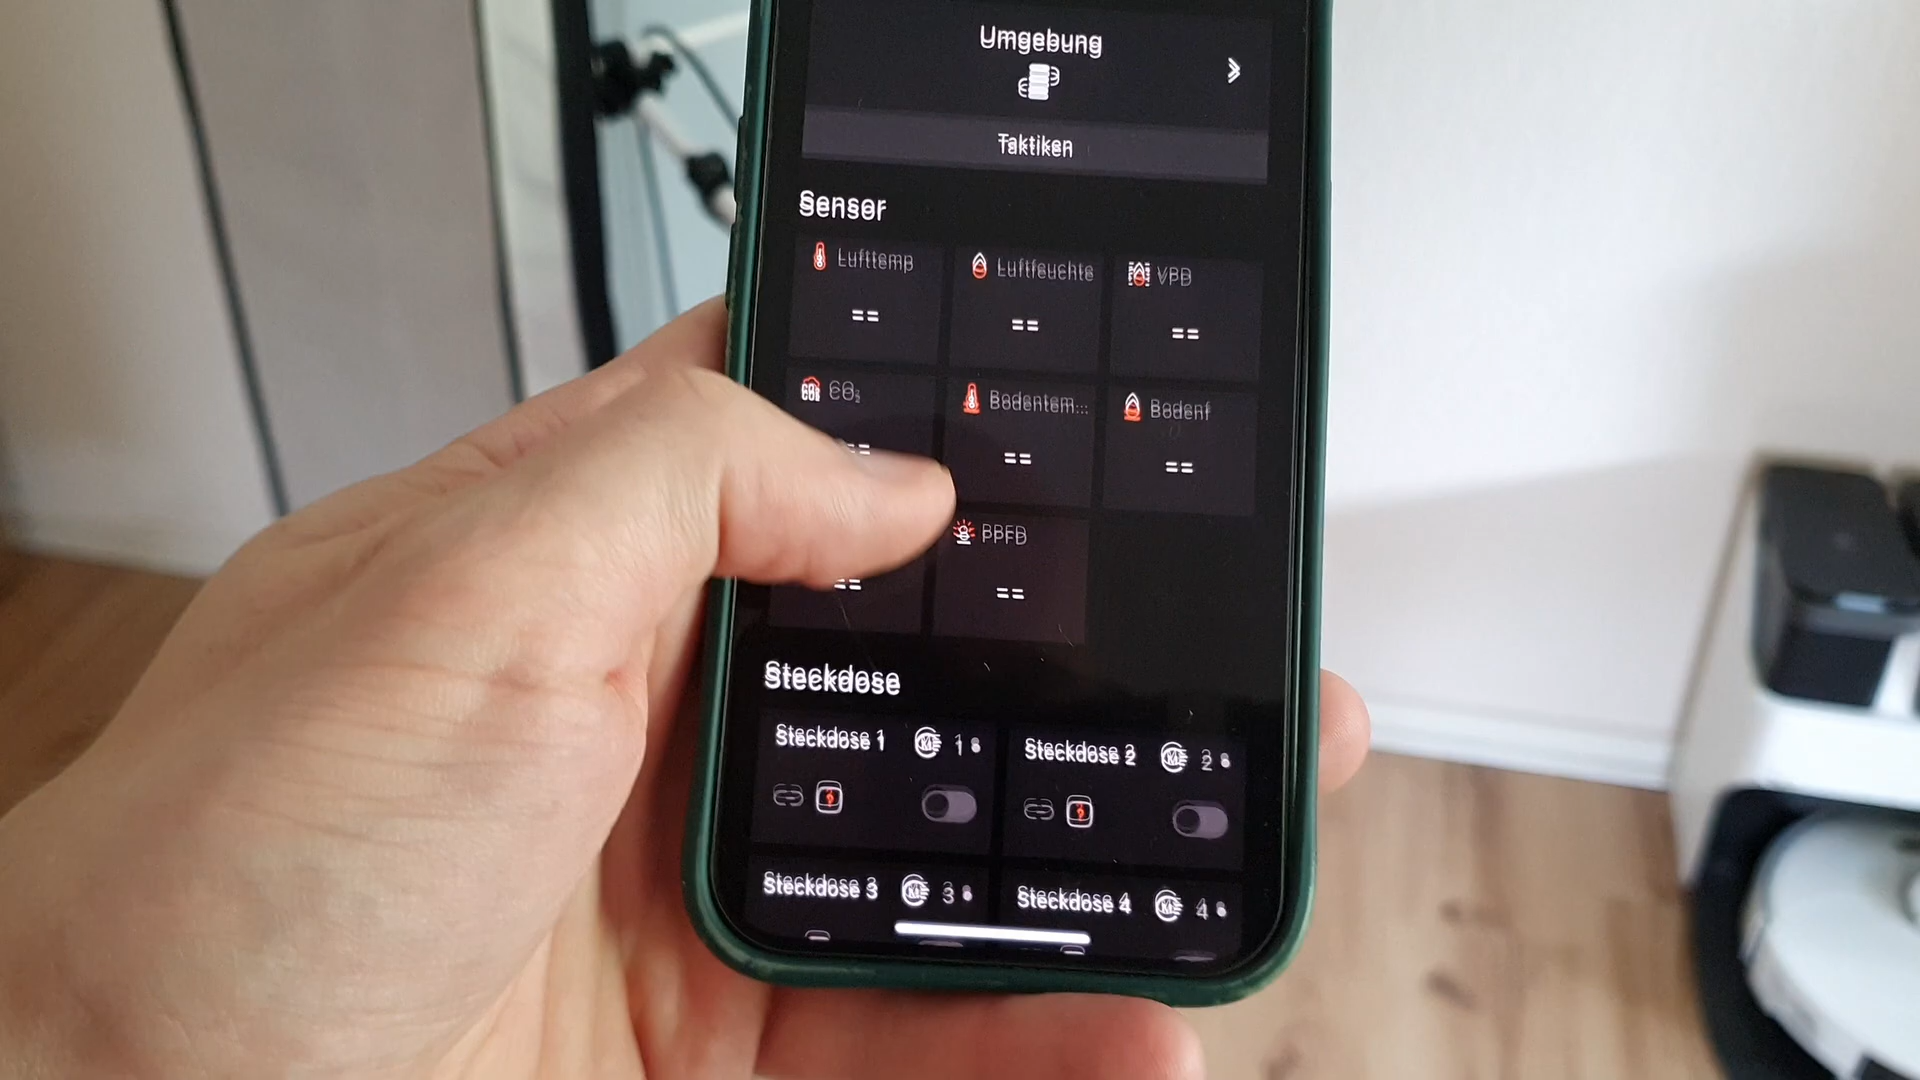 Umgebung
Taktiken
Sensor
Lufttemp
Luftfeuchte
VPD
--
--
--
CO₂
Bodentem...
Bodenf
--
--
--
PPFD
--
--
Steckdose
Steckdose 1
1
Steckdose 2
2
Steckdose 3
3
Steckdose 4
4